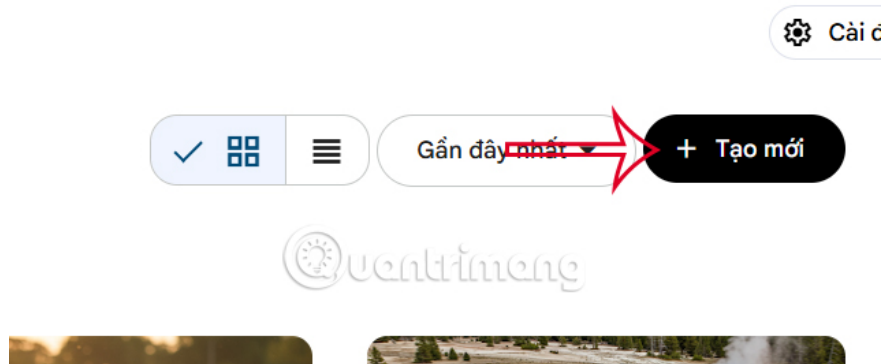 Cài đ
Gần đây nhất
+ Tạo mới
Quantrimang